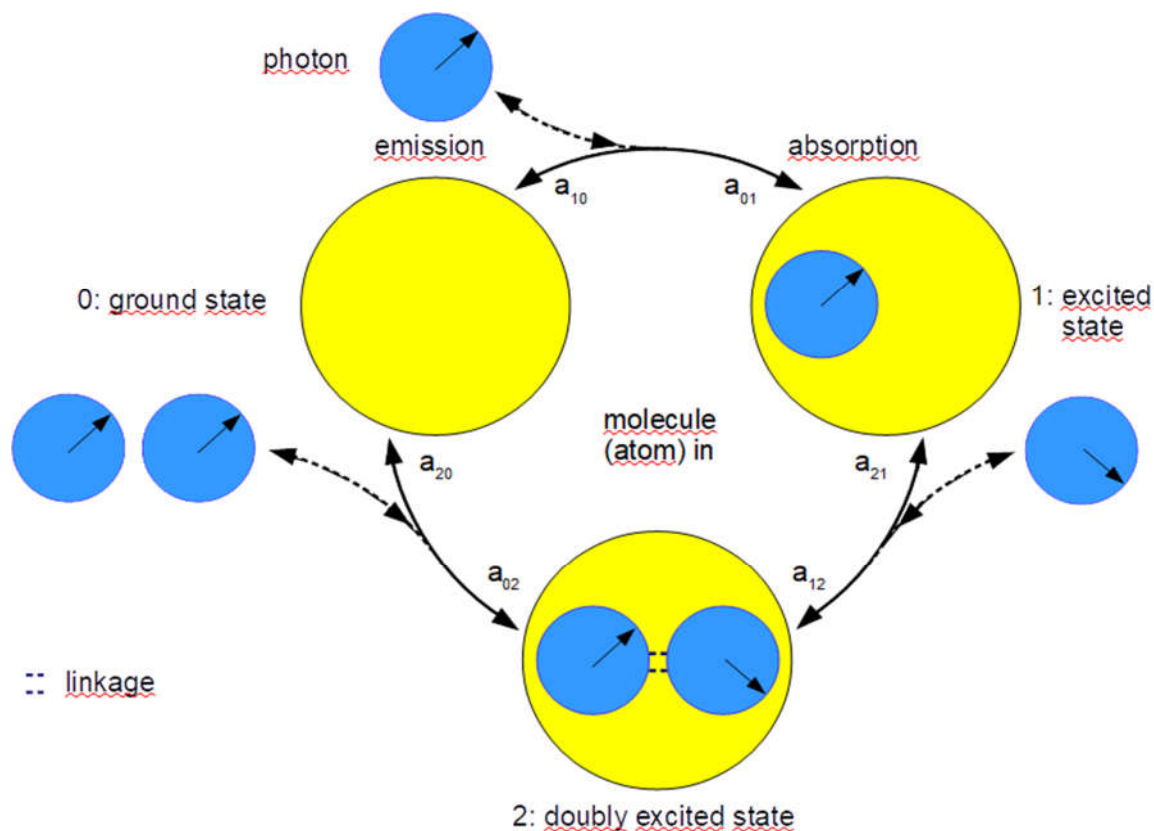 photon
emission
absorption
a10
a01
0: ground state
1: excited
state
molecule
(atom) in
a20
a21
a02
a12
linkage
2: doubly excited state